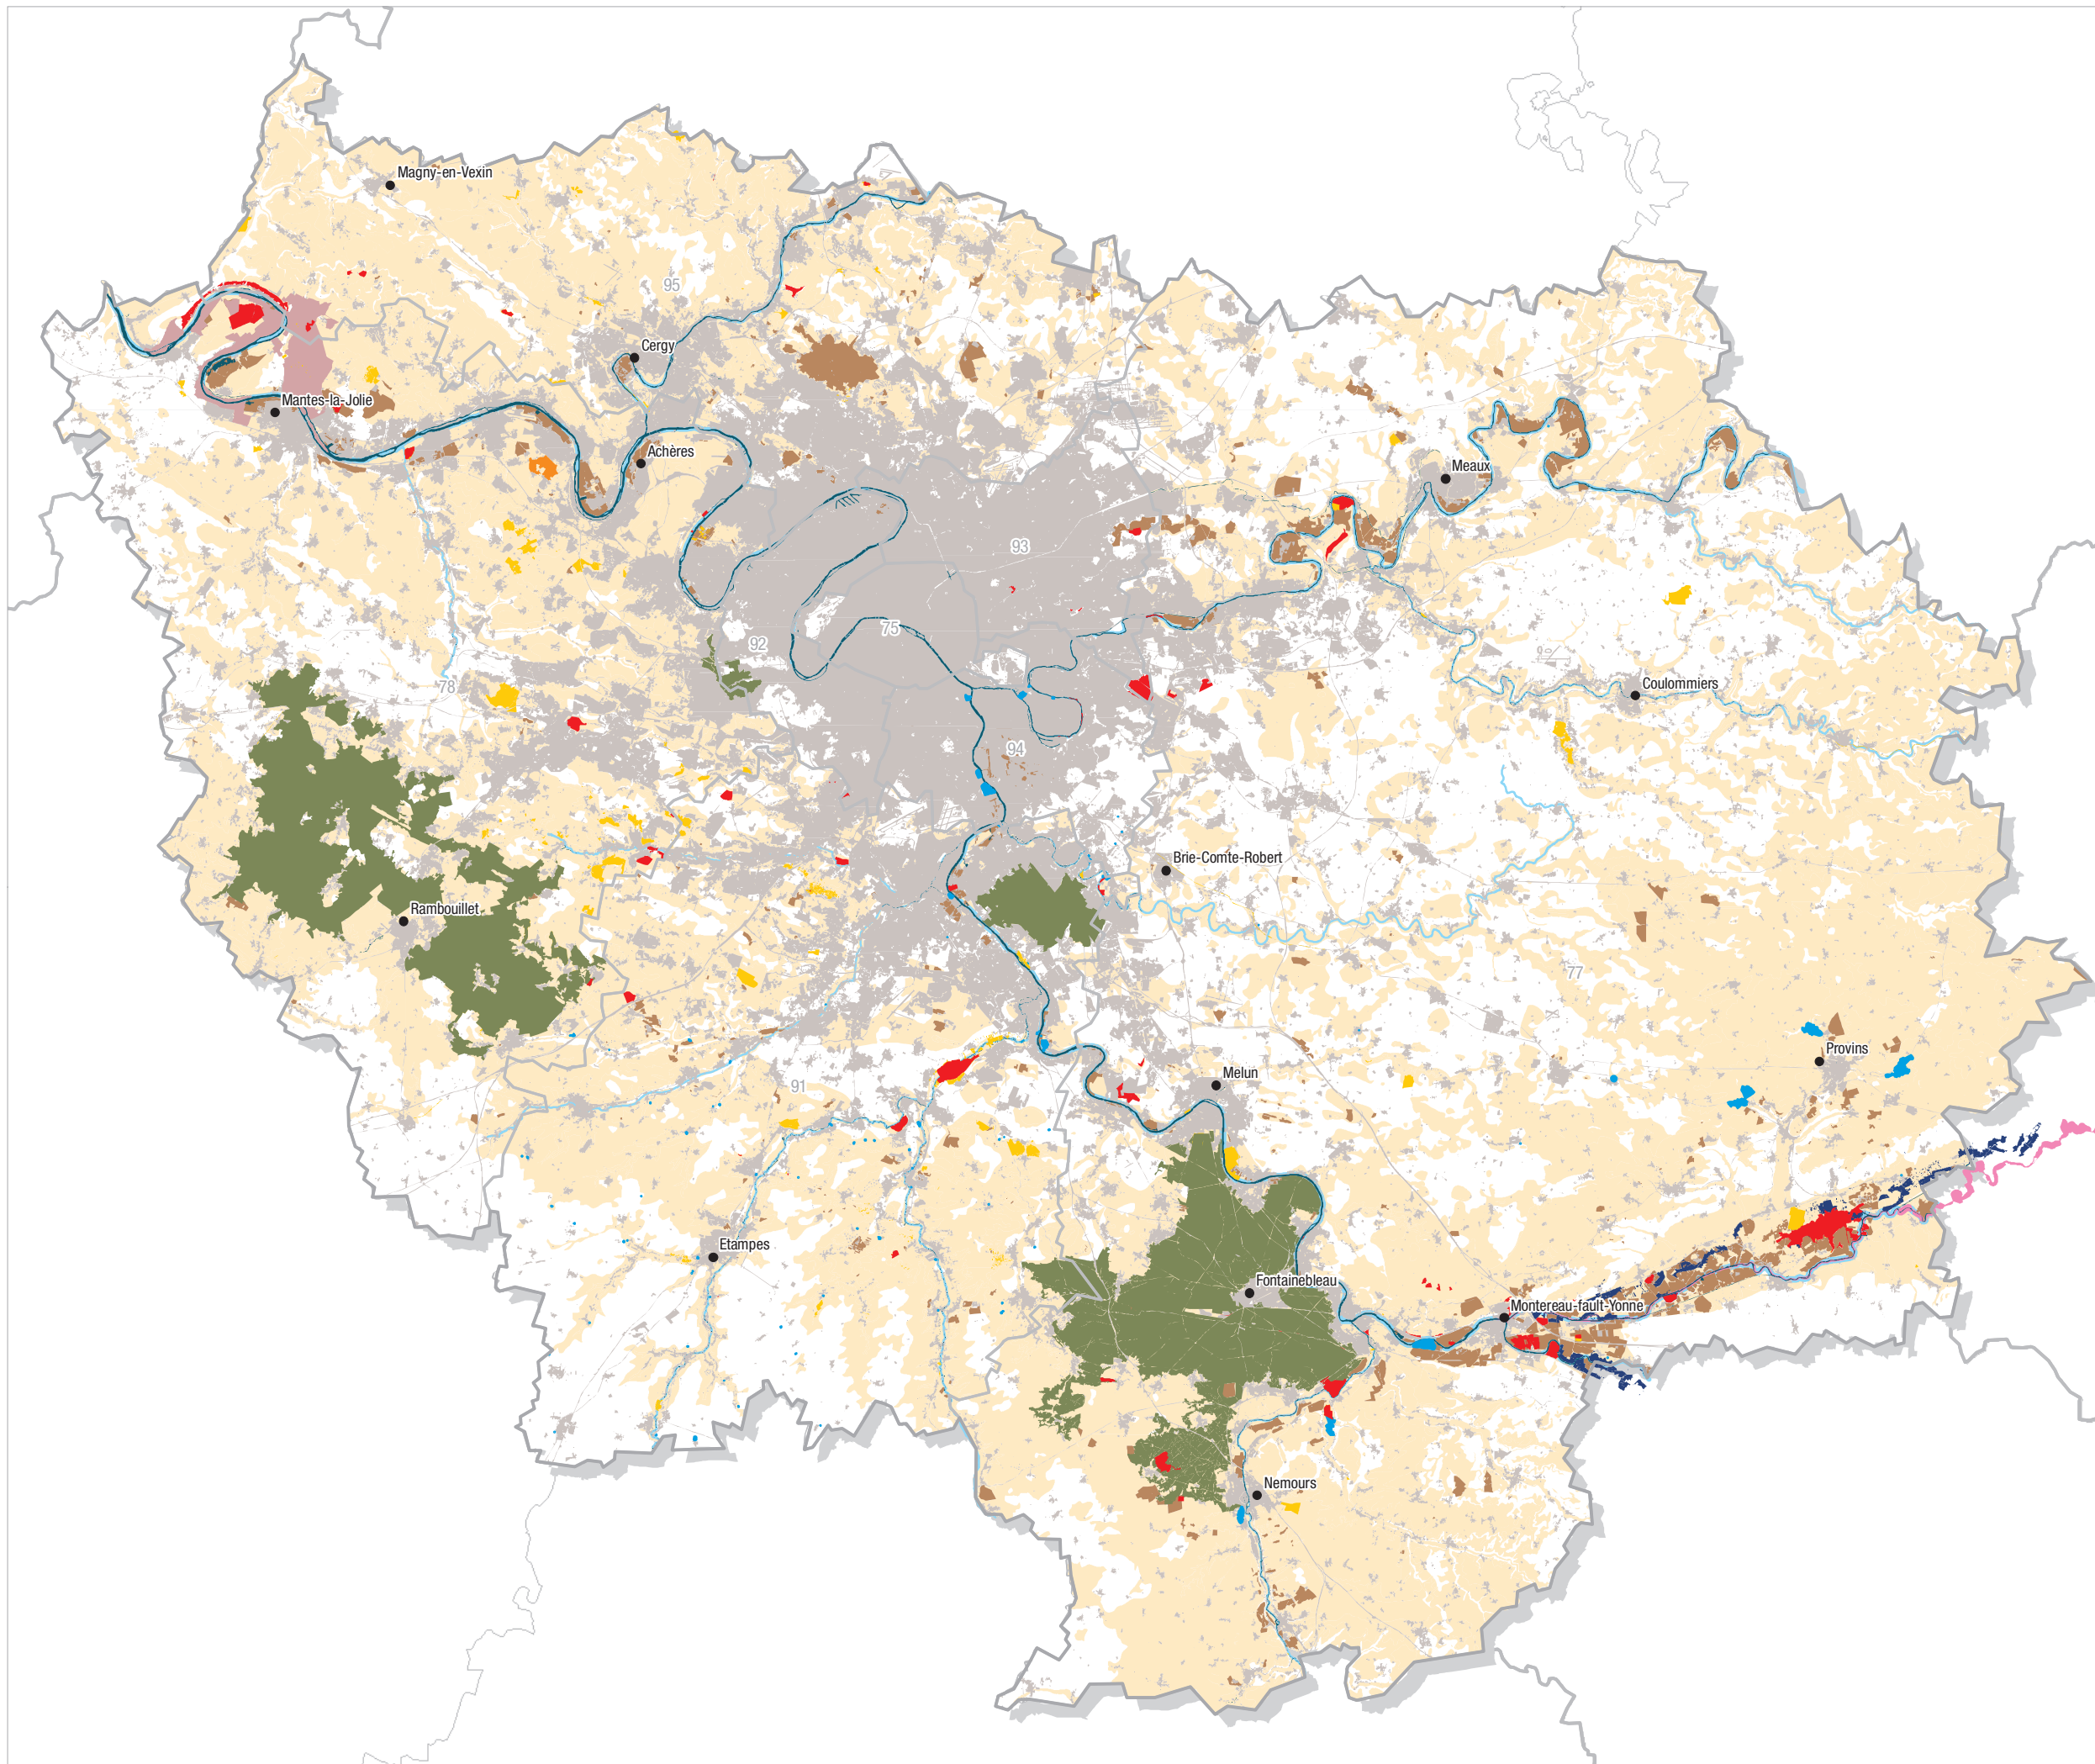 Magny-en-Vexin
95
Cergy
Mantes-la-Jolie
Achères
Meaux
93
75
92
78
Coulommiers
94
Brie-Comte-Robert
Rambouillet
77
Provins
Melun
91
Etampes
Fontainebleau
Montereau-fault-Yonne
Nemours